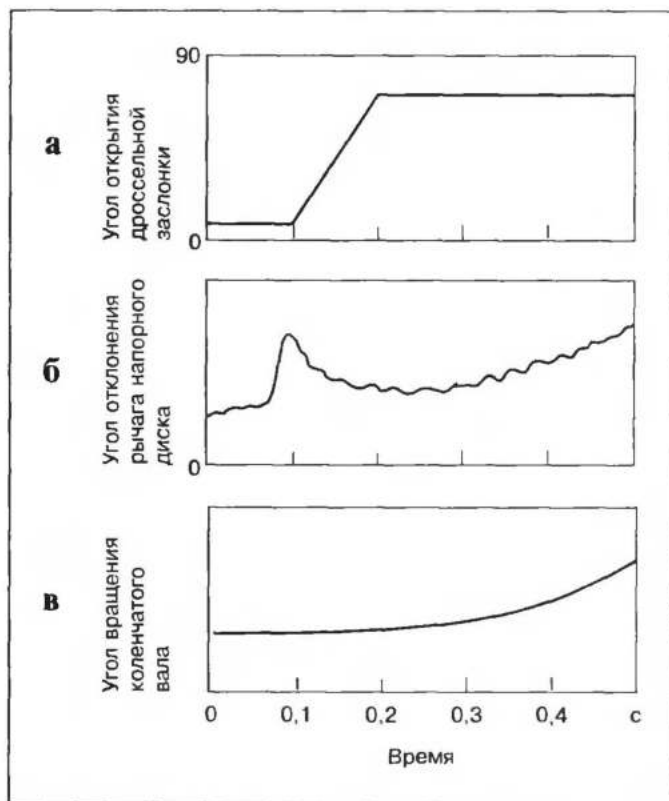 90
а
Угол открытия
дроссельной
заслонки
0
б
Угол отклонения
рычага напорного
диска
0
в
Угол вращения
коленчатого
вала
0 0,1 0,2 0,3 0,4 с
Время